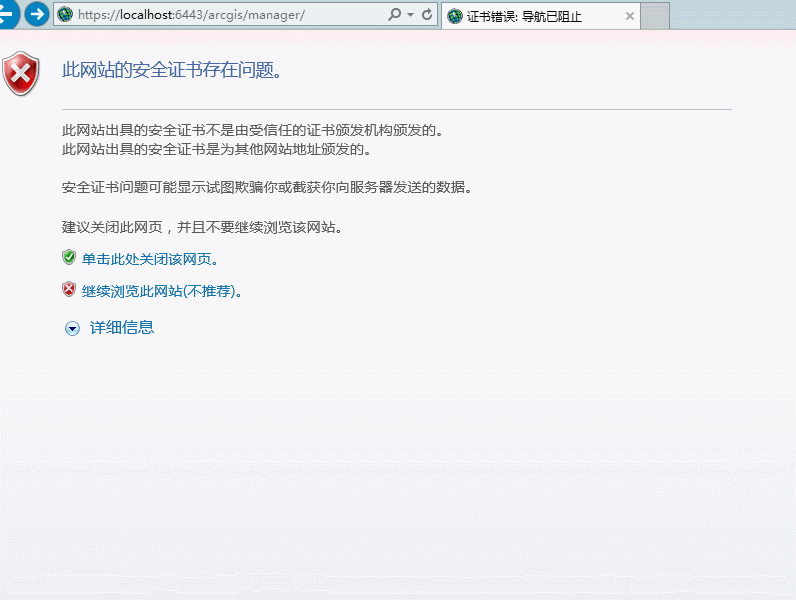 https://localhost:6443/arcgis/manager/
证书错误: 导航已阻止
此网站的安全证书存在问题。
此网站出具的安全证书不是由受信任的证书颁发机构颁发的。
此网站出具的安全证书是为其他网站地址颁发的。
安全证书问题可能显示试图欺骗你或截获你向服务器发送的数据。
建议关闭此网页，并且不要继续浏览该网站。
单击此处关闭该网页。
继续浏览此网站(不推荐)。
详细信息